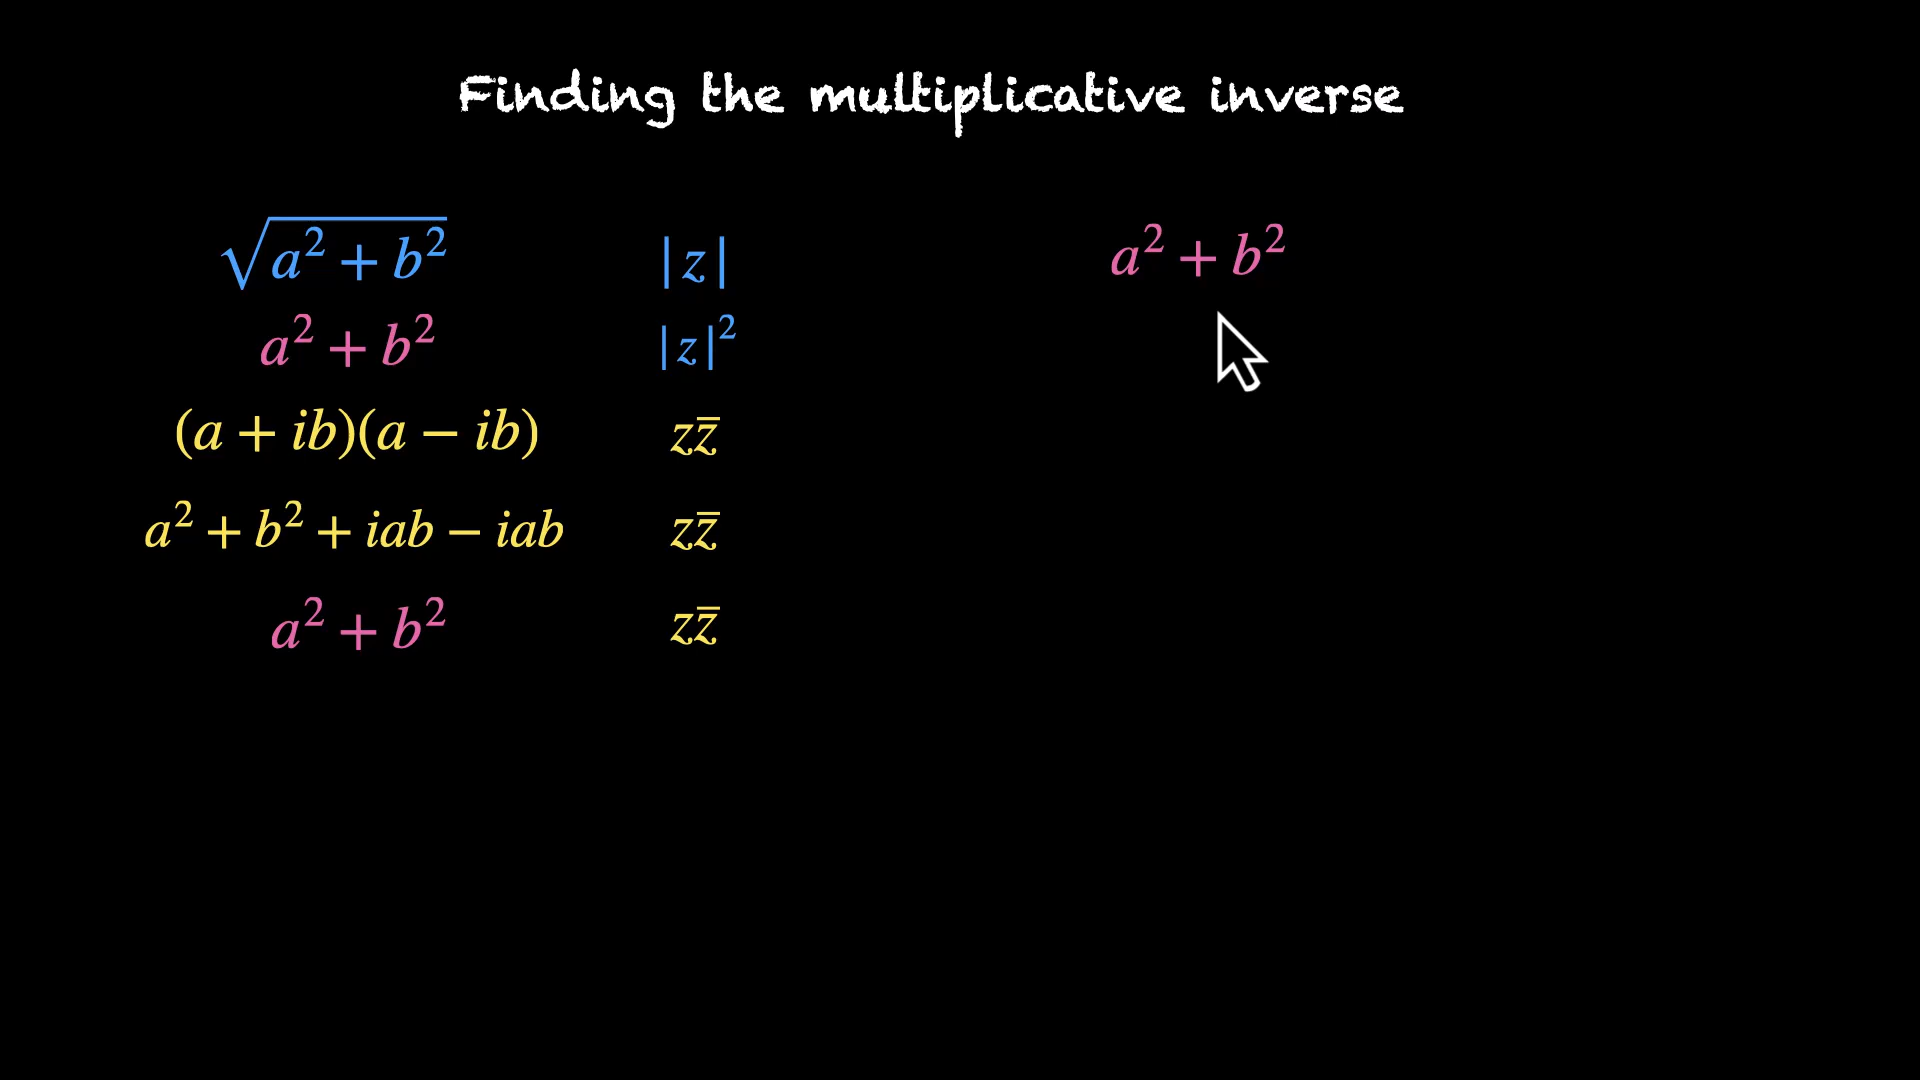 Finding the multiplicative inverse
√(a² + b²) |z| a² + b²
a² + b² |z|²
(a + ib)(a − ib) zz̅
a² + b² + iab − iab zz̅
a² + b² zz̅